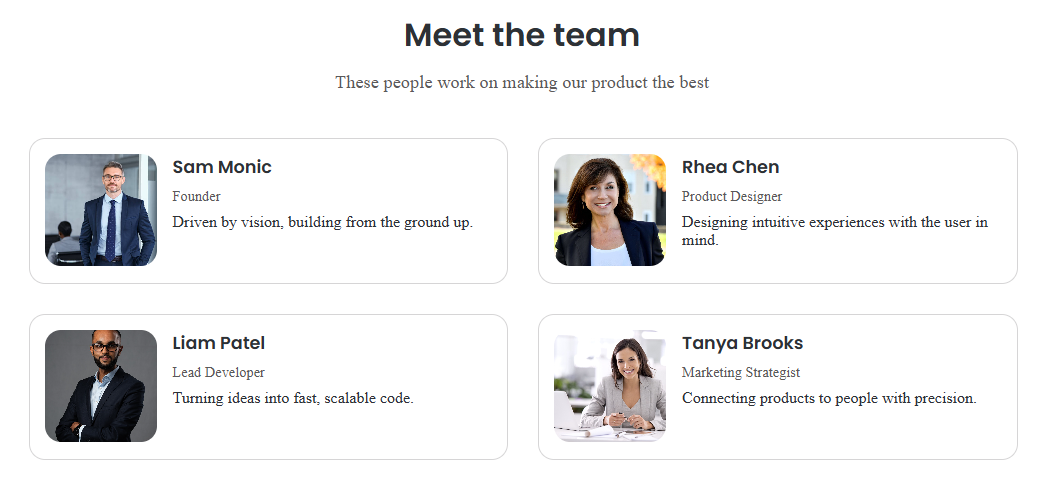 Meet the team
These people work on making our product the best
Sam Monic
Founder
Driven by vision, building from the ground up.
Rhea Chen
Product Designer
Designing intuitive experiences with the user in
mind.
Liam Patel
Lead Developer
Turning ideas into fast, scalable code.
Tanya Brooks
Marketing Strategist
Connecting products to people with precision.